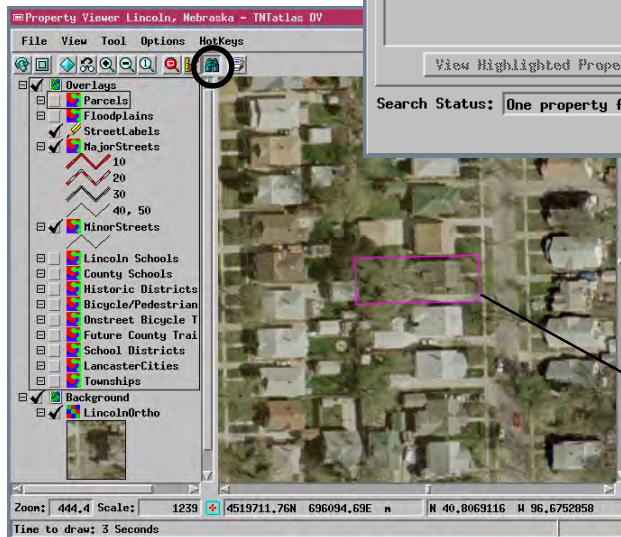 Property Viewer Lincoln, Nebraska - TNTatlas DV
File View Tool Options HotKeys
View Highlighted Prope
Search Status: One property f
Overlays
Parcels
Floodplains
StreetLabels
MajorStreets
10
20
30
40, 50
MinorStreets
Lincoln Schools
County Schools
Historic Districts
Bicycle/Pedestrian
Onstreet Bicycle T
Future County Trai
School Districts
LancasterCities
Townships
Background
LincolnOrtho
Zoom: 444.4 Scale: 1239 4519711.76N 696094.69E m N 40.8069116 W 96.6752858
Time to draw: 3 Seconds